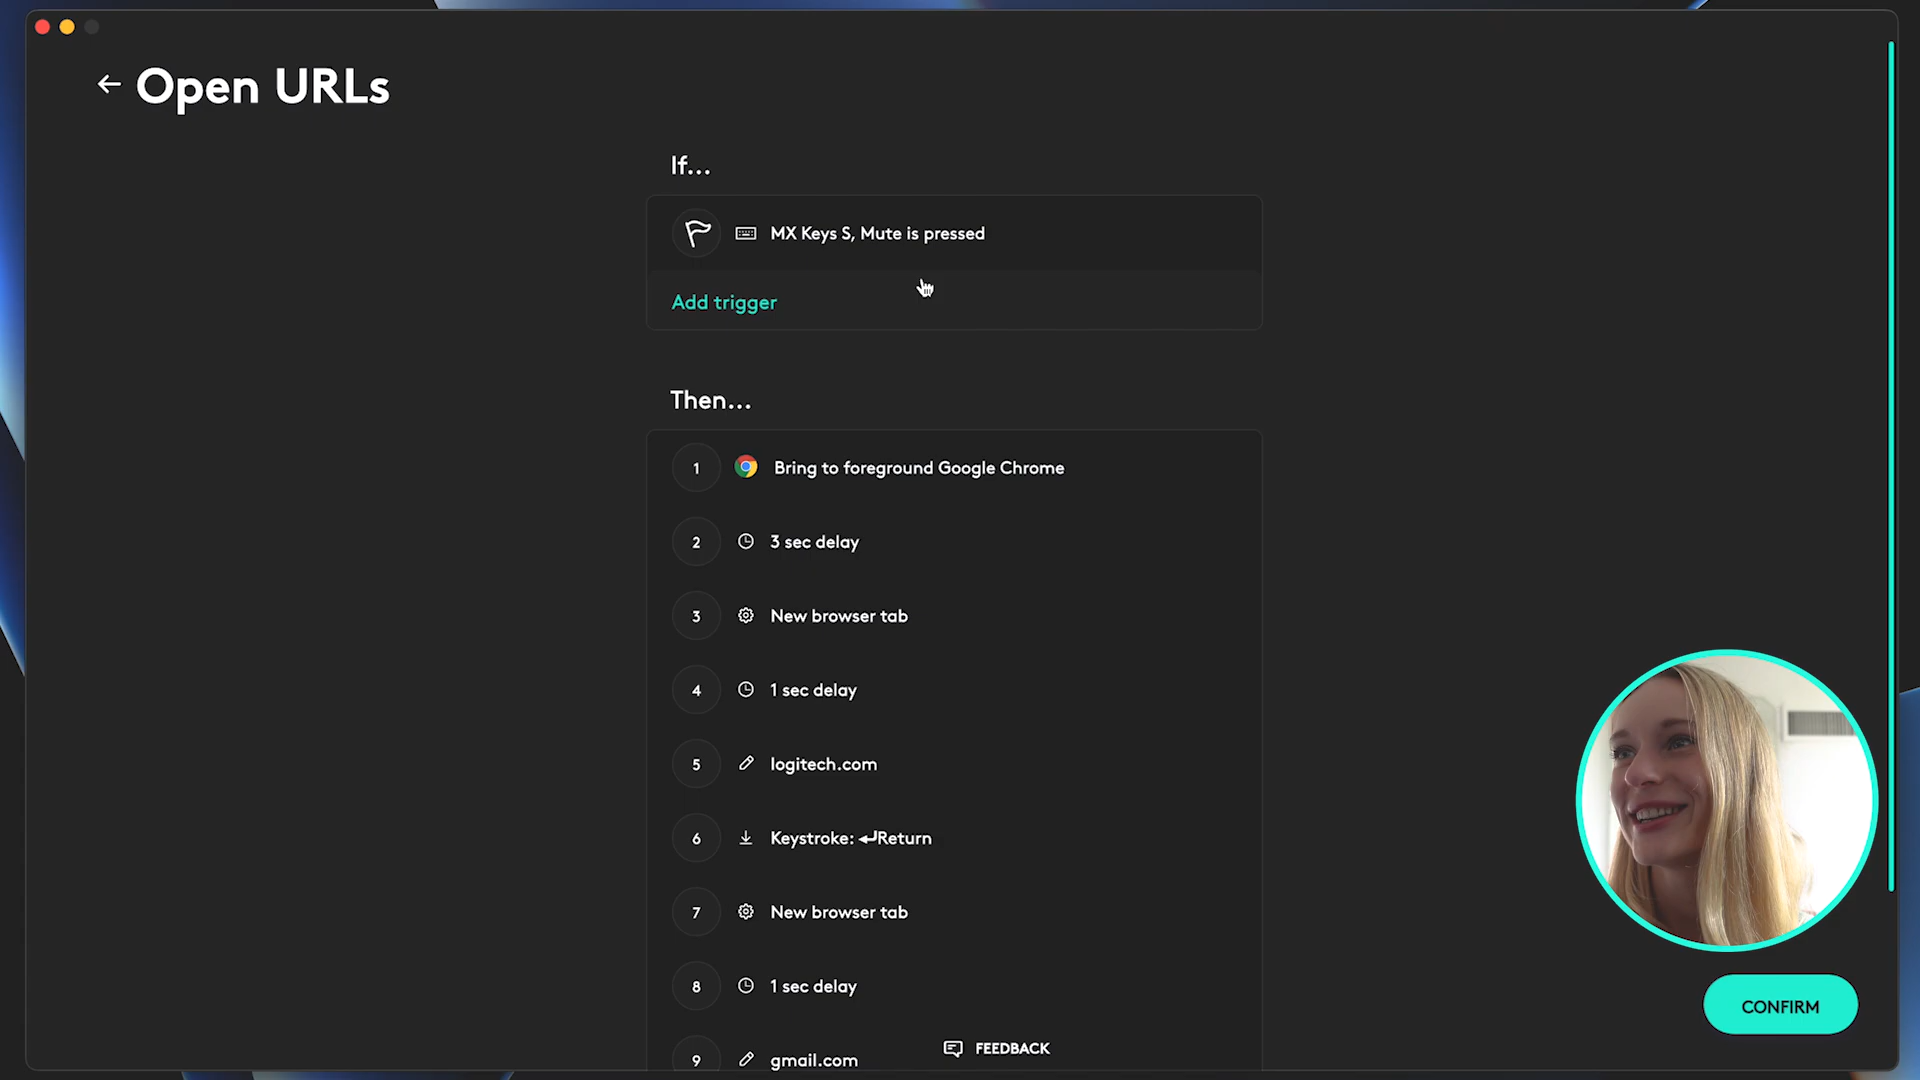 Open URLs
If...
MX Keys S, Mute is pressed
Add trigger
Then...
1 Bring to foreground Google Chrome
2 3 sec delay
3 New browser tab
4 1 sec delay
5 logitech.com
6 Keystroke: ↵Return
7 New browser tab
8 1 sec delay
9 gmail.com
FEEDBACK
CONFIRM